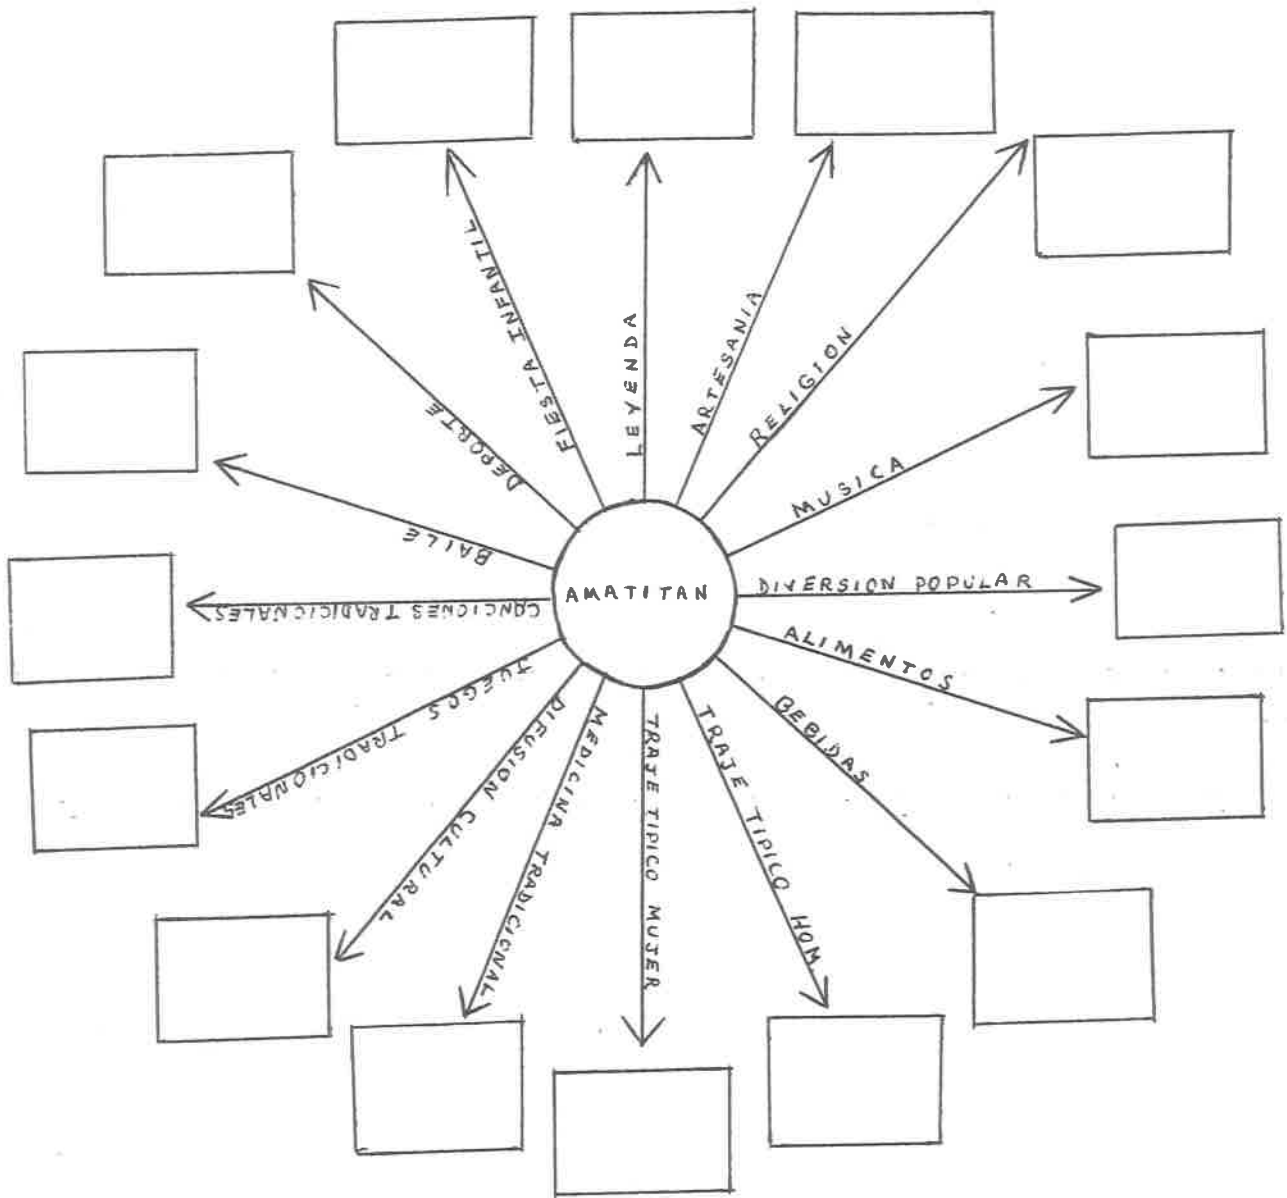 AMATITAN
LEYENDA
ARTESANIA
RELIGION
MUSICA
DIVERSION POPULAR
ALIMENTOS
BEBIDAS
TRAJE TIPICO HOM.
TRAJE TIPICO MUJER
MEDICINA TRADICIONAL
DIFUSION CULTURAL
JUEGOS TRADICIONALES
CANCIONES TRADICIONALES
BAILE
DEPORTE
FIESTA INFANTIL